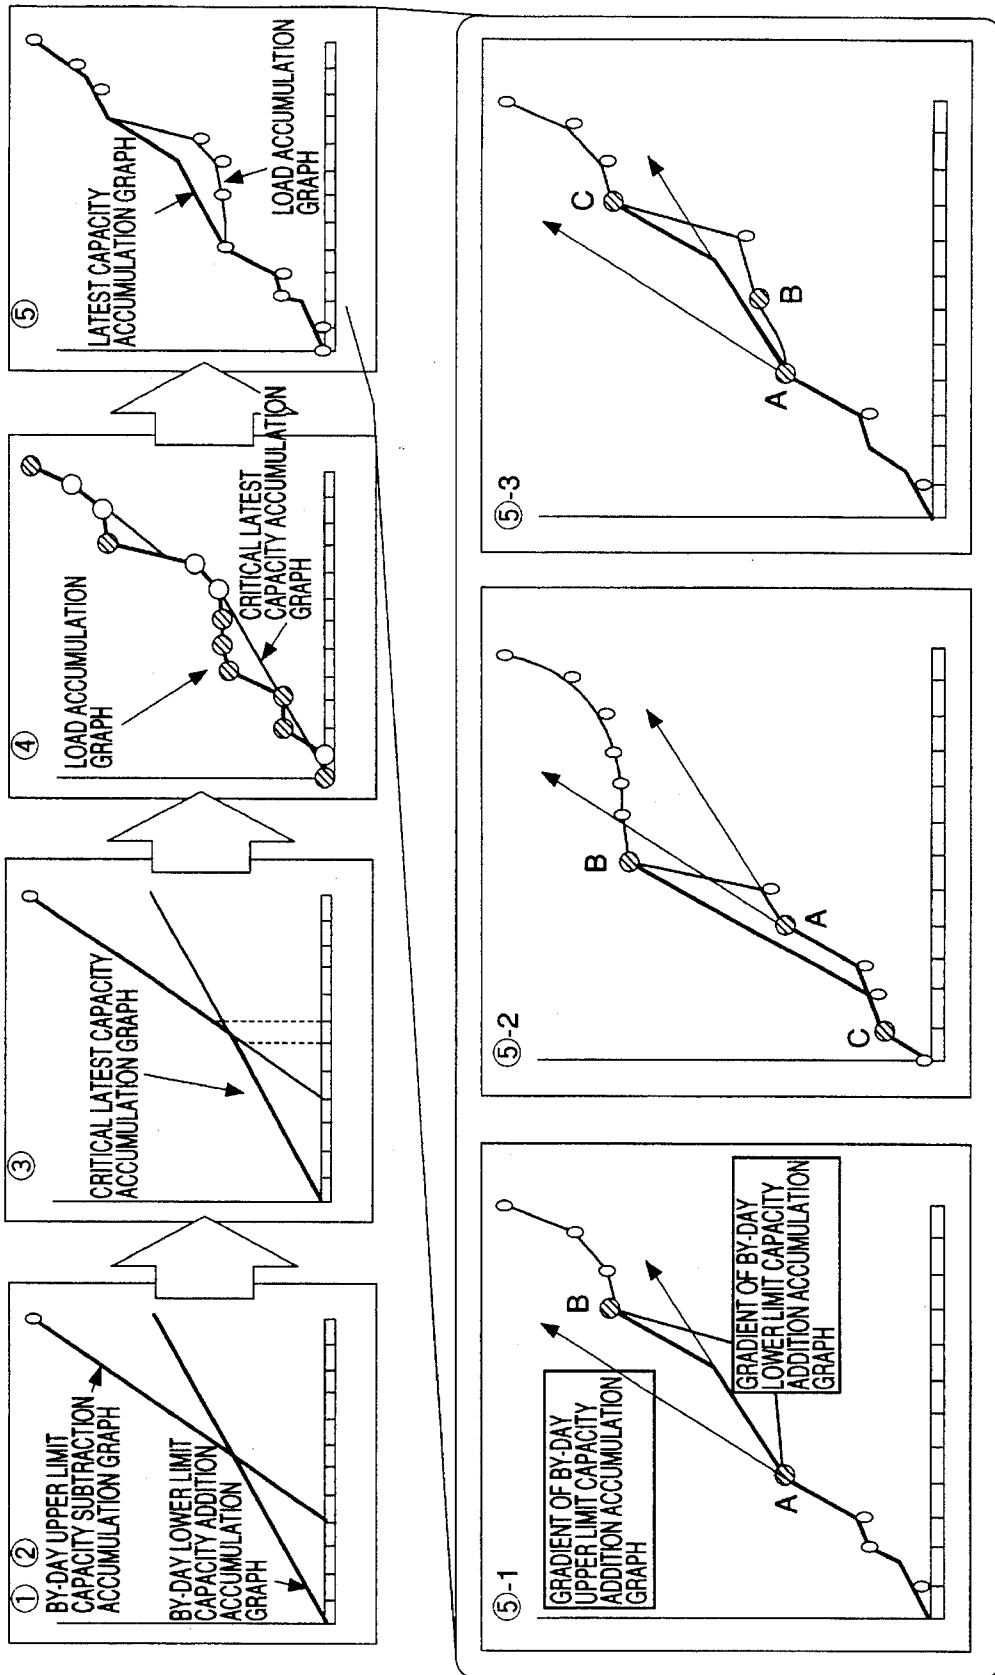 ① ②
BY-DAY UPPER LIMIT
CAPACITY SUBTRACTION
ACCUMULATION GRAPH
BY-DAY LOWER LIMIT
CAPACITY ADDITION
ACCUMULATION
GRAPH
③
CRITICAL LATEST CAPACITY
ACCUMULATION GRAPH
④
LOAD ACCUMULATION
GRAPH
CRITICAL LATEST
CAPACITY ACCUMULATION
GRAPH
⑤
LATEST CAPACITY
ACCUMULATION GRAPH
LOAD ACCUMULATION
GRAPH
⑤-1
GRADIENT OF BY-DAY
UPPER LIMIT CAPACITY
ADDITION ACCUMULATION
GRAPH
A
B
GRADIENT OF BY-DAY
LOWER LIMIT CAPACITY
ADDITION ACCUMULATION
GRAPH
⑤-2
C
A
B
⑤-3
A
B
C